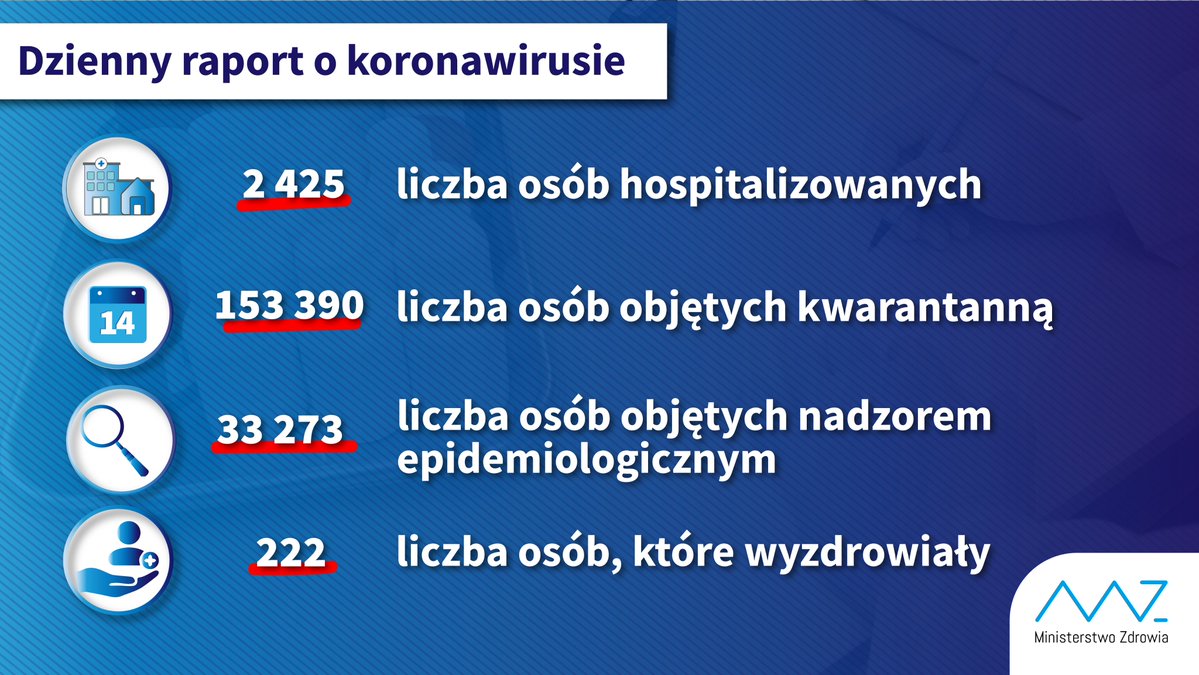 Dzienny raport o koronawirusie
2 425 liczba osób hospitalizowanych
14
153 390 liczba osób objętych kwarantanną
33 273 liczba osób objętych nadzorem
epidemiologicznym
222 liczba osób, które wyzdrowiały
MZ
Ministerstwo Zdrowia